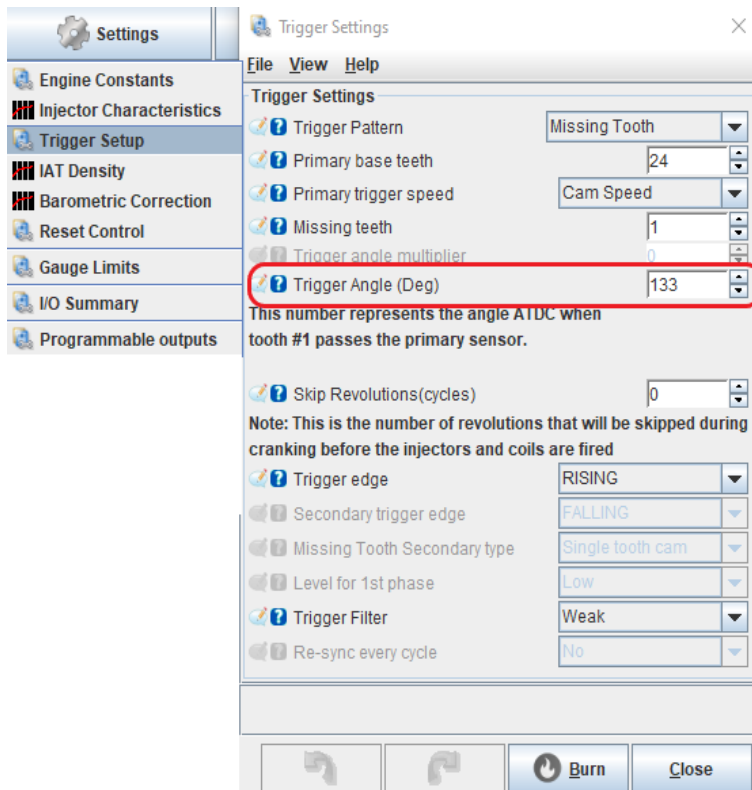 Settings
Engine Constants
Injector Characteristics
Trigger Setup
IAT Density
Barometric Correction
Reset Control
Gauge Limits
I/O Summary
Programmable outputs
Trigger Settings
File View Help
Trigger Settings
Trigger Pattern Missing Tooth
Primary base teeth 24
Primary trigger speed Cam Speed
Missing teeth 1
Trigger angle multiplier 0
Trigger Angle (Deg) 133
This number represents the angle ATDC when
tooth #1 passes the primary sensor.
Skip Revolutions(cycles) 0
Note: This is the number of revolutions that will be skipped during
cranking before the injectors and coils are fired
Trigger edge RISING
Secondary trigger edge FALLING
Missing Tooth Secondary type Single tooth cam
Level for 1st phase Low
Trigger Filter Weak
Re-sync every cycle No
Burn Close